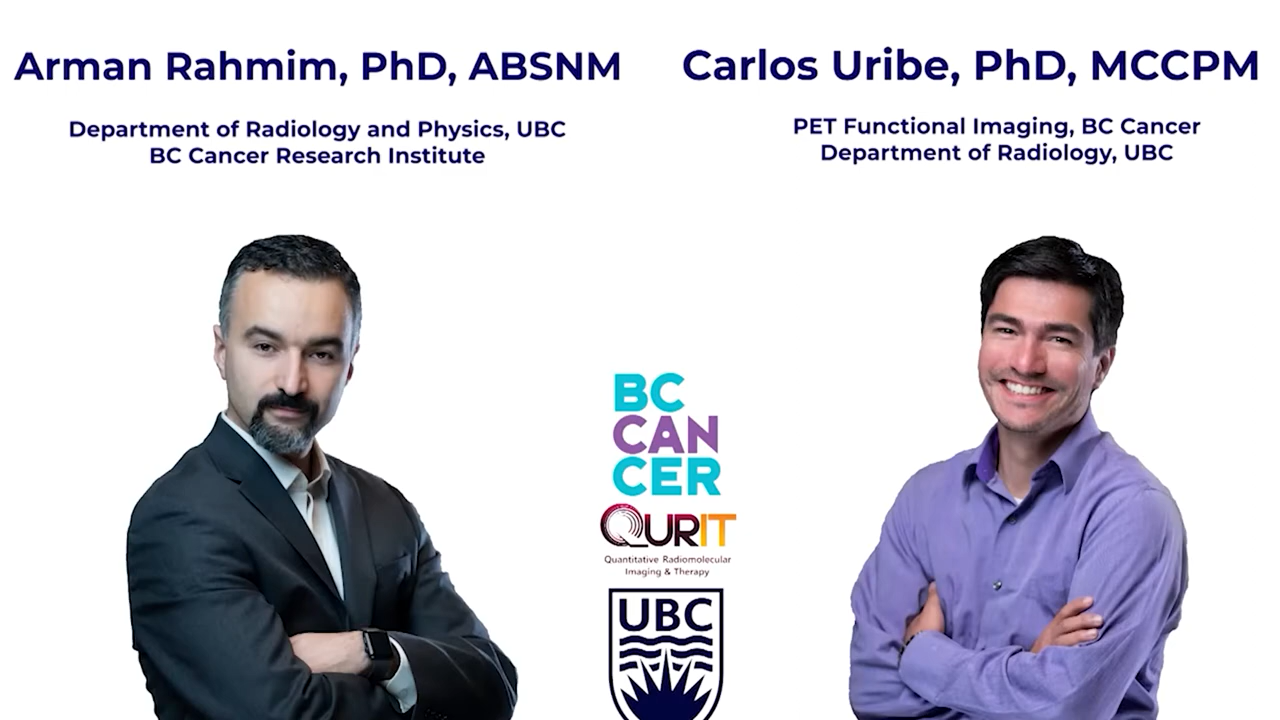 Arman Rahmim, PhD, ABSNM
Department of Radiology and Physics, UBC
BC Cancer Research Institute
Carlos Uribe, PhD, MCCPM
PET Functional Imaging, BC Cancer
Department of Radiology, UBC
BC
CAN
CER
QURIT
Quantitative Radiomolecular
Imaging & Therapy
UBC